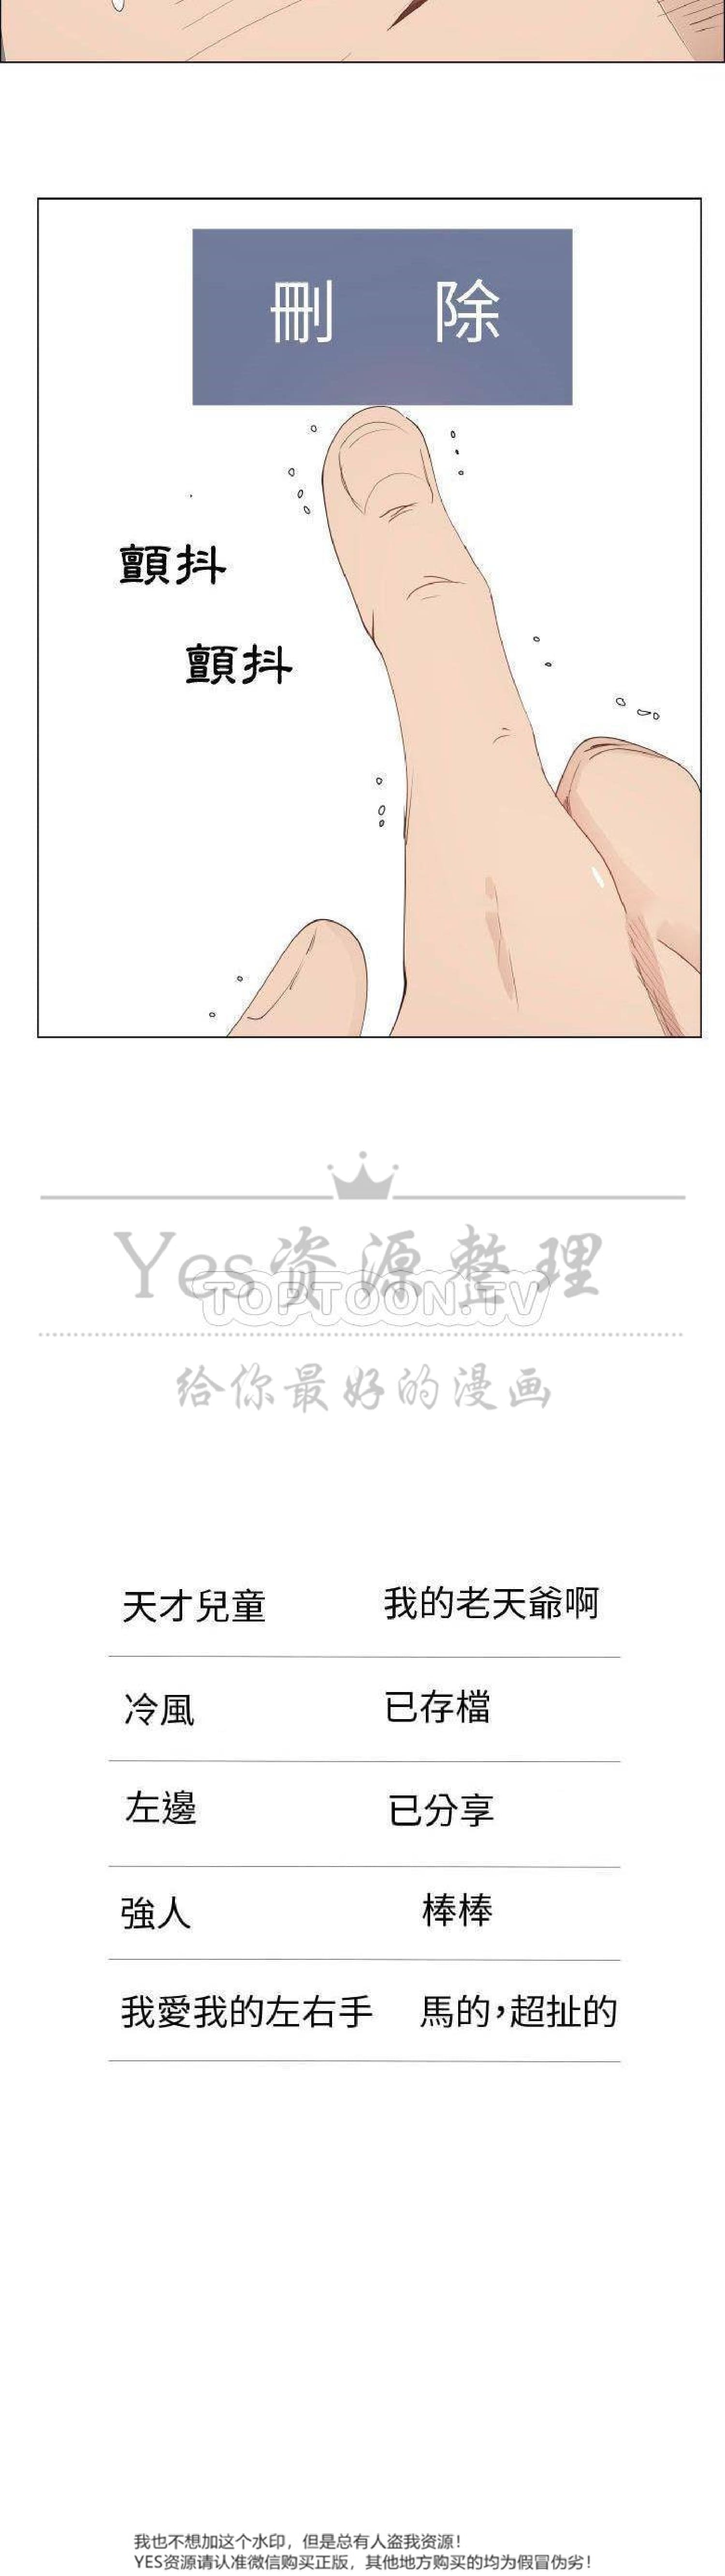 刪 除
顫抖
顫抖
Yes资源整理
TOPTOON.TV
给你最好的漫画
天才兒童 我的老天爺啊
冷風 已存檔
左邊 已分享
強人 棒棒
我愛我的左右手 馬的，超扯的
我也不想加这个水印，但是总有人盗我资源！
YES资源请认准微信购买正版，其他地方购买的均为假冒伪劣！